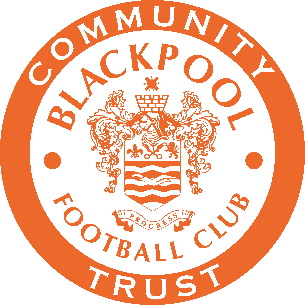 COMMUNITY
BLACKPOOL
PROGRESS
FOOTBALL CLUB
TRUST